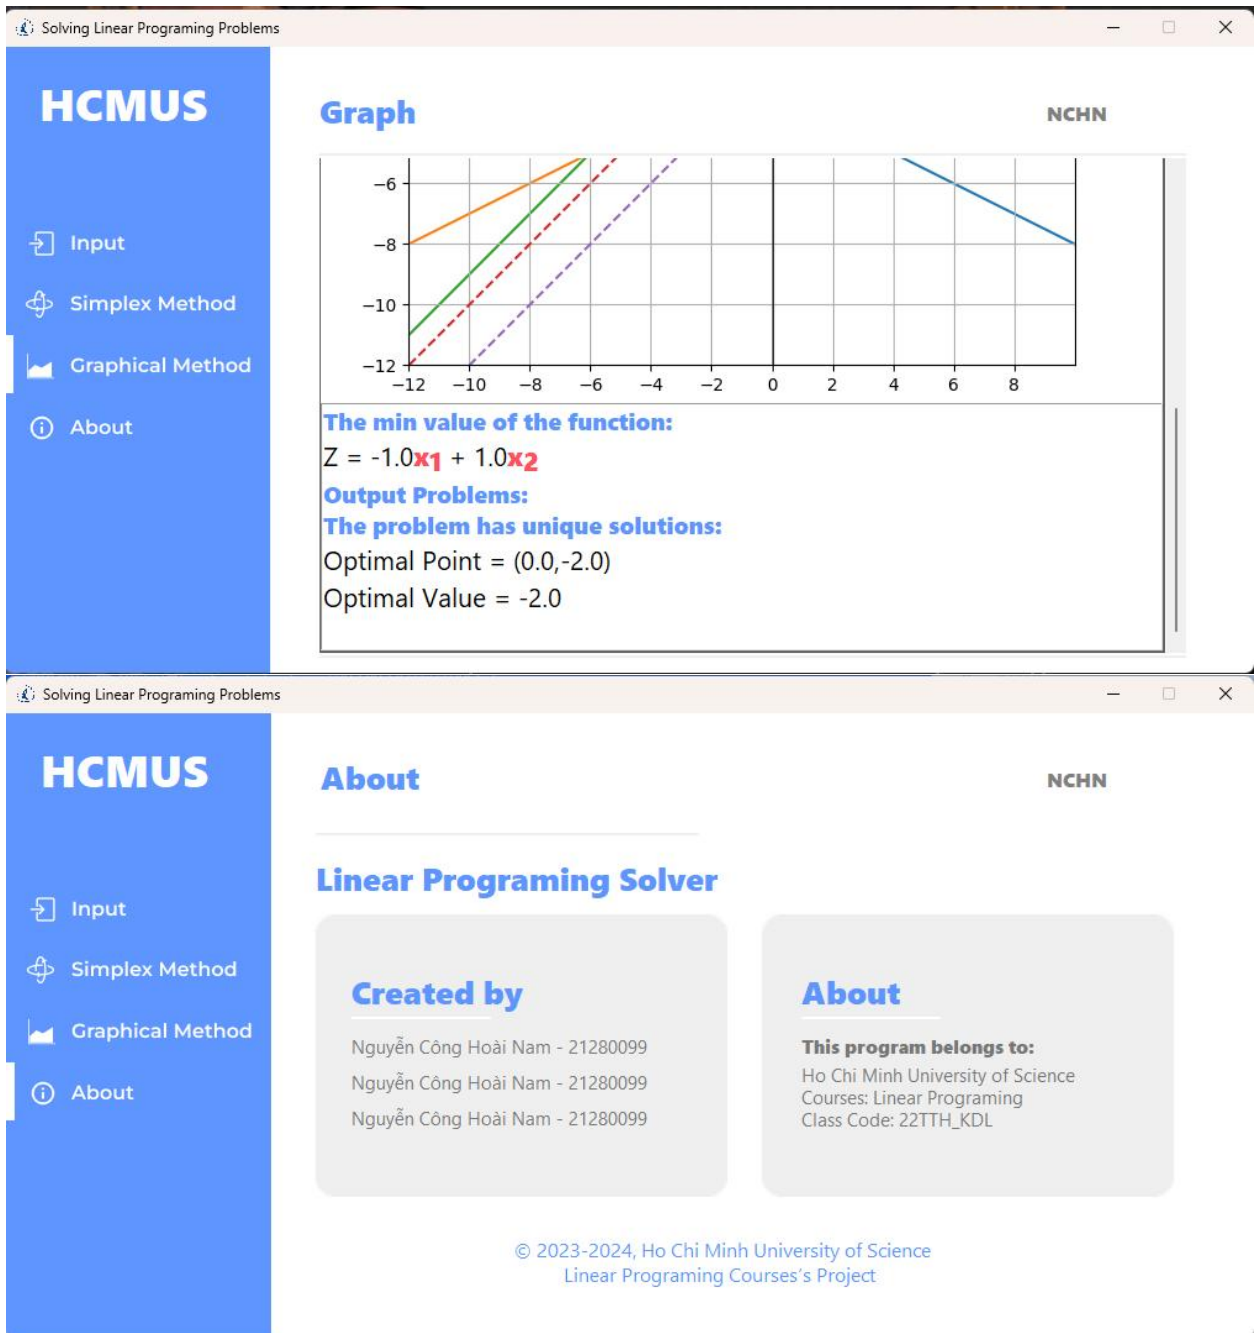 Solving Linear Programing Problems
HCMUS
Graph
NCHN
Input
Simplex Method
Graphical Method
About
−6
−8
−10
−12
−12 −10 −8 −6 −4 −2 0 2 4 6 8
The min value of the function:
Z = -1.0x1 + 1.0x2
Output Problems:
The problem has unique solutions:
Optimal Point = (0.0,-2.0)
Optimal Value = -2.0
Solving Linear Programing Problems
HCMUS
About
NCHN
Input
Simplex Method
Graphical Method
About
Linear Programing Solver
Created by
Nguyễn Công Hoài Nam - 21280099
Nguyễn Công Hoài Nam - 21280099
Nguyễn Công Hoài Nam - 21280099
About
This program belongs to:
Ho Chi Minh University of Science
Courses: Linear Programing
Class Code: 22TTH_KDL
© 2023-2024, Ho Chi Minh University of Science
Linear Programing Courses's Project